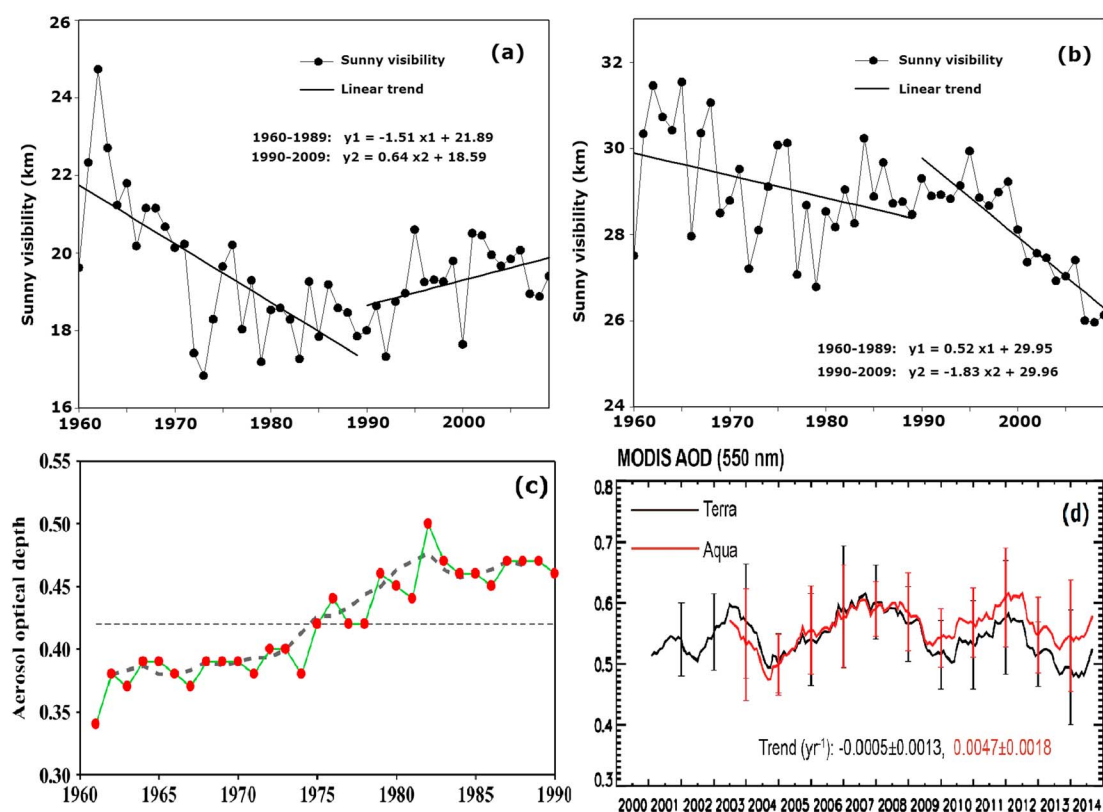 26
24
22
20
18
16
Sunny visibility (km)
(a)
Sunny visibility
Linear trend
1960-1989: y1 = -1.51 x1 + 21.89
1990-2009: y2 = 0.64 x2 + 18.59
1960 1970 1980 1990 2000
32
30
28
26
24
Sunny visibility (km)
(b)
Sunny visibility
Linear trend
1960-1989: y1 = 0.52 x1 + 29.95
1990-2009: y2 = -1.83 x2 + 29.96
1960 1970 1980 1990 2000
0.55
0.50
0.45
0.40
0.35
0.30
Aerosol optical depth
(c)
1960 1965 1970 1975 1980 1985 1990
MODIS AOD (550 nm)
0.8
0.7
0.6
0.5
0.4
0.3
Terra
Aqua
(d)
Trend (yr⁻¹): -0.0005±0.0013, 0.0047±0.0018
2000 2001 2002 2003 2004 2005 2006 2007 2008 2009 2010 2011 2012 2013 2014